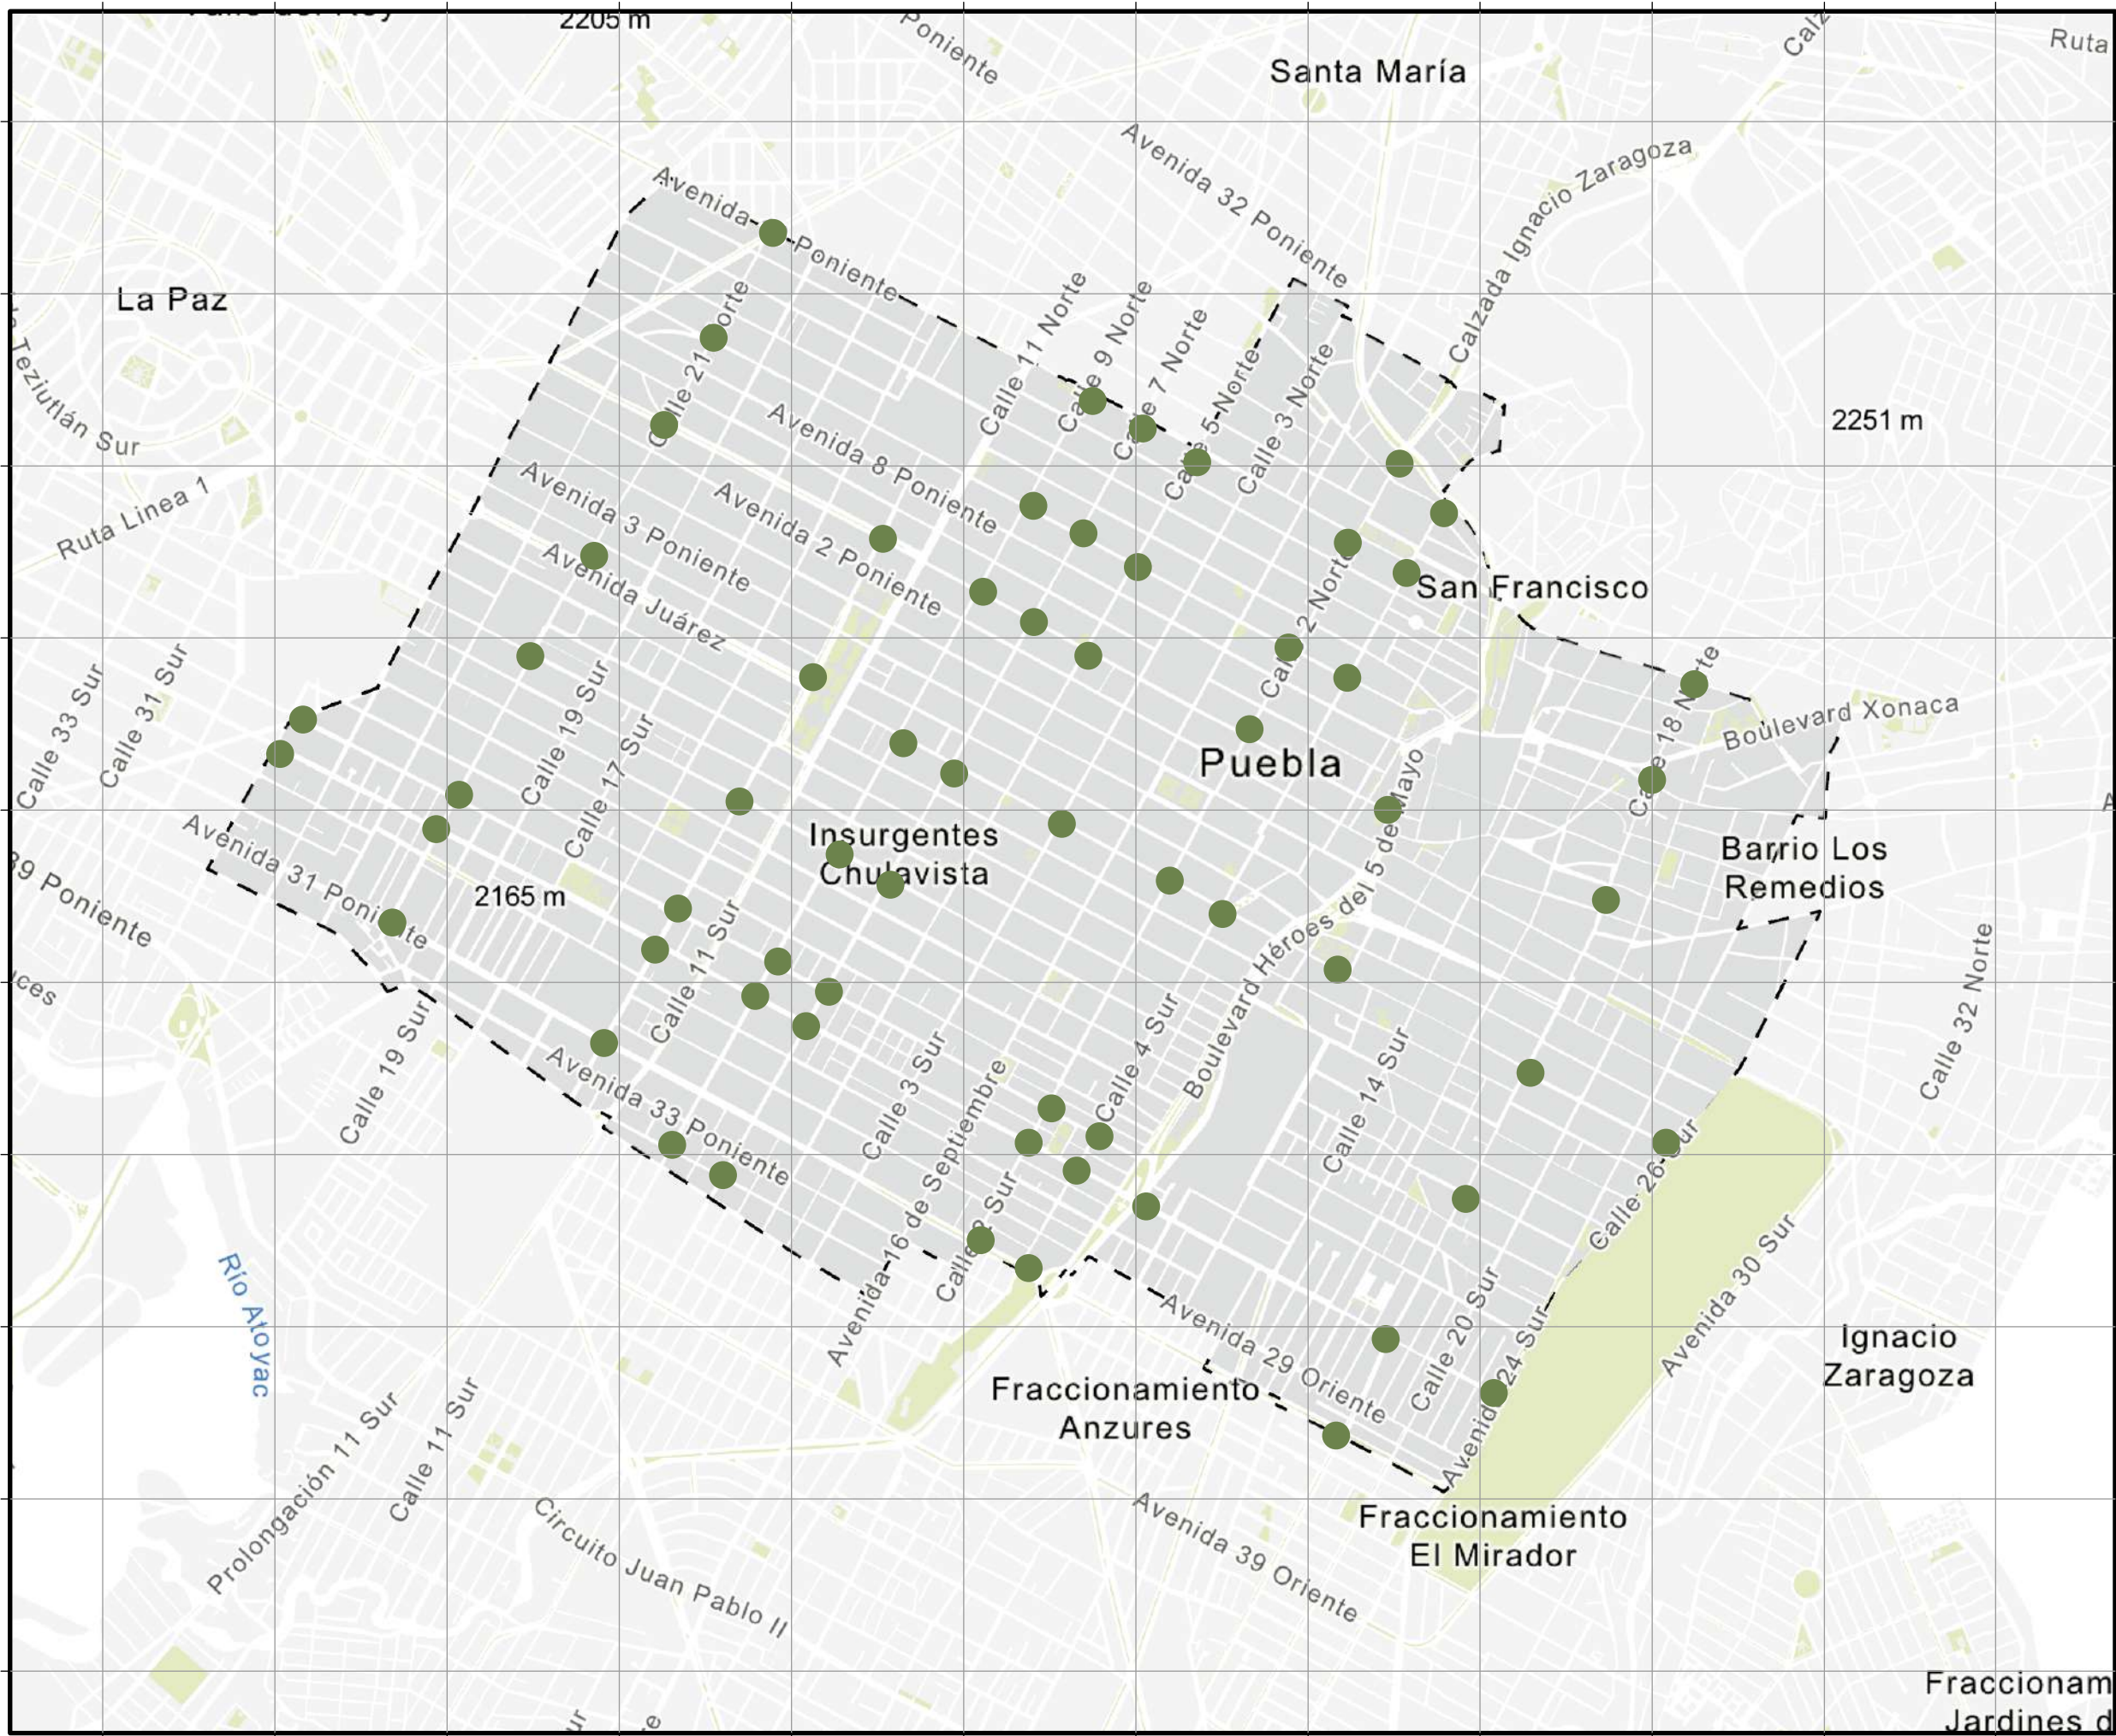 2205 m
Poniente
Santa María
Calz
Ruta
Avenida 32 Poniente
Calzada Ignacio Zaragoza
Avenida
Poniente
La Paz
Teziutlán Sur
Calle 11 Norte
Calle 9 Norte
Calle 7 Norte
Calle 5 Norte
Calle 3 Norte
Calle 21 Norte
2251 m
Avenida 8 Poniente
Ruta Linea 1
Avenida 3 Poniente
Avenida 2 Poniente
Avenida Juárez
San Francisco
Calle 2 Norte
Calle 33 Sur
Calle 31 Sur
Calle 19 Sur
Calle 17 Sur
Calle 18 Norte
Boulevard Xonaca
Puebla
Insurgentes
Chulavista
Barrio Los
Remedios
Avenida 31 Poniente
39 Poniente
2165 m
Boulevard Héroes del 5 de Mayo
Calle 11 Sur
Calle 32 Norte
Calle 19 Sur
Avenida 33 Poniente
Calle 3 Sur
Avenida 16 de Septiembre
Calle 4 Sur
Calle 14 Sur
Calle 2 Sur
Calle 26 Sur
Avenida 30 Sur
Río Atoyac
Avenida 29 Oriente
Calle 20 Sur
Avenida 24 Sur
Ignacio
Zaragoza
Fraccionamiento
Anzures
Prolongación 11 Sur
Calle 11 Sur
Circuito Juan Pablo II
Avenida 39 Oriente
Fraccionamiento
El Mirador
Fraccionam
Jardines d